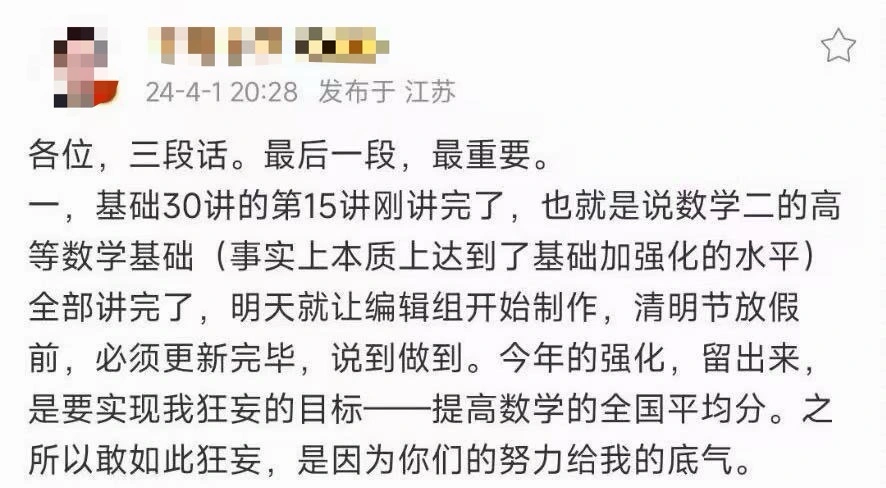 24-4-1 20:28 发布于 江苏
各位，三段话。最后一段，最重要。
一，基础30讲的第15讲刚讲完了，也就是说数学二的高
等数学基础（事实上本质上达到了基础加强化的水平）
全部讲完了，明天就让编辑组开始制作，清明节放假
前，必须更新完毕，说到做到。今年的强化，留出来，
是要实现我狂妄的目标——提高数学的全国平均分。之
所以敢如此狂妄，是因为你们的努力给我的底气。